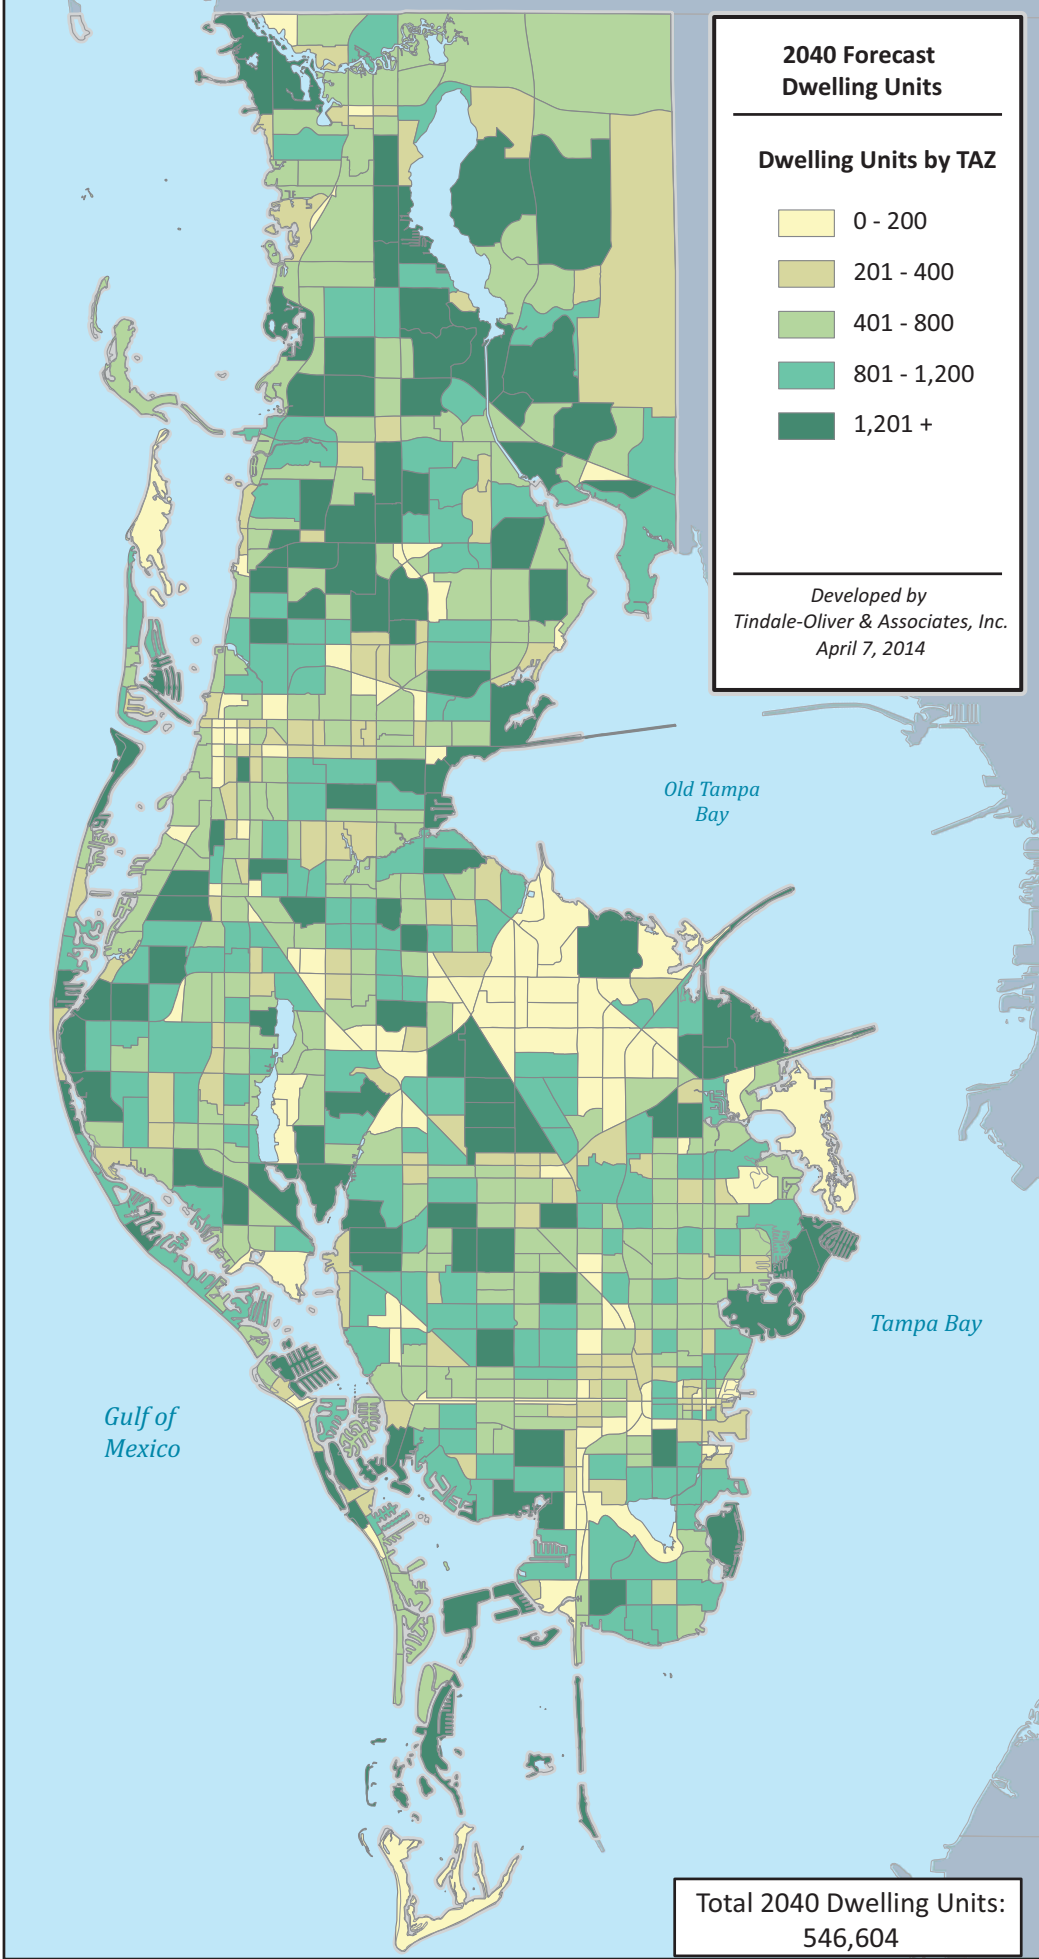 2040 Forecast
Dwelling Units
Dwelling Units by TAZ
0 - 200
201 - 400
401 - 800
801 - 1,200
1,201 +
Developed by
Tindale-Oliver & Associates, Inc.
April 7, 2014
Old Tampa
Bay
Tampa Bay
Gulf of
Mexico
Total 2040 Dwelling Units:
546,604